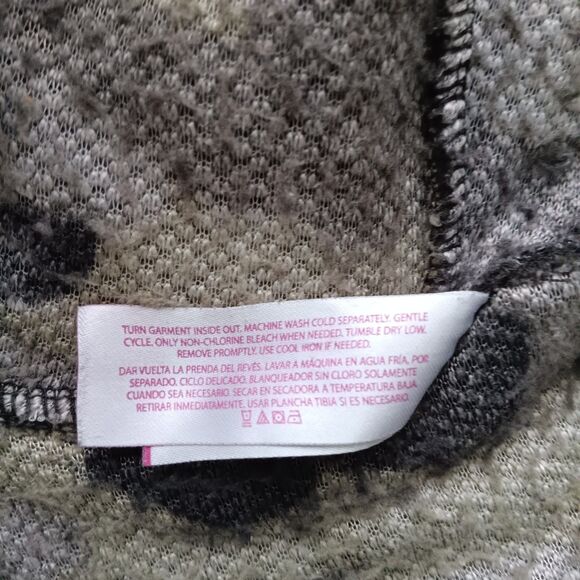 TURN GARMENT INSIDE OUT. MACHINE WASH COLD SEPARATELY. GENTLE
CYCLE. ONLY NON-CHLORINE BLEACH WHEN NEEDED. TUMBLE DRY LOW.
REMOVE PROMPTLY. USE COOL IRON IF NEEDED.
DAR VUELTA LA PRENDA DEL REVÉS. LAVAR A MÁQUINA EN AGUA FRÍA, POR
SEPARADO. CICLO DELICADO. BLANQUEADOR SIN CLORO SOLAMENTE
CUANDO SEA NECESARIO. SECAR EN SECADORA A TEMPERATURA BAJA
RETIRAR INMEDIATAMENTE. USAR PLANCHA TIBIA SI ES NECESARIO.